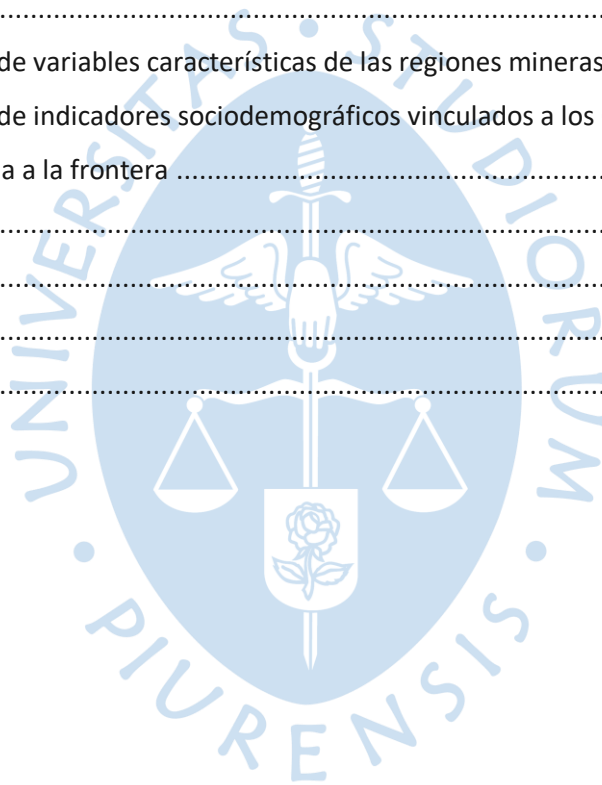 ....................................................................................................
de variables características de las regiones mineras
de indicadores sociodemográficos vinculados a los
a a la frontera ......................................................................
....................................................................................................
....................................................................................................
....................................................................................................
....................................................................................................
UNIVERSITAS • STUDIORUM • PIURENSIS •